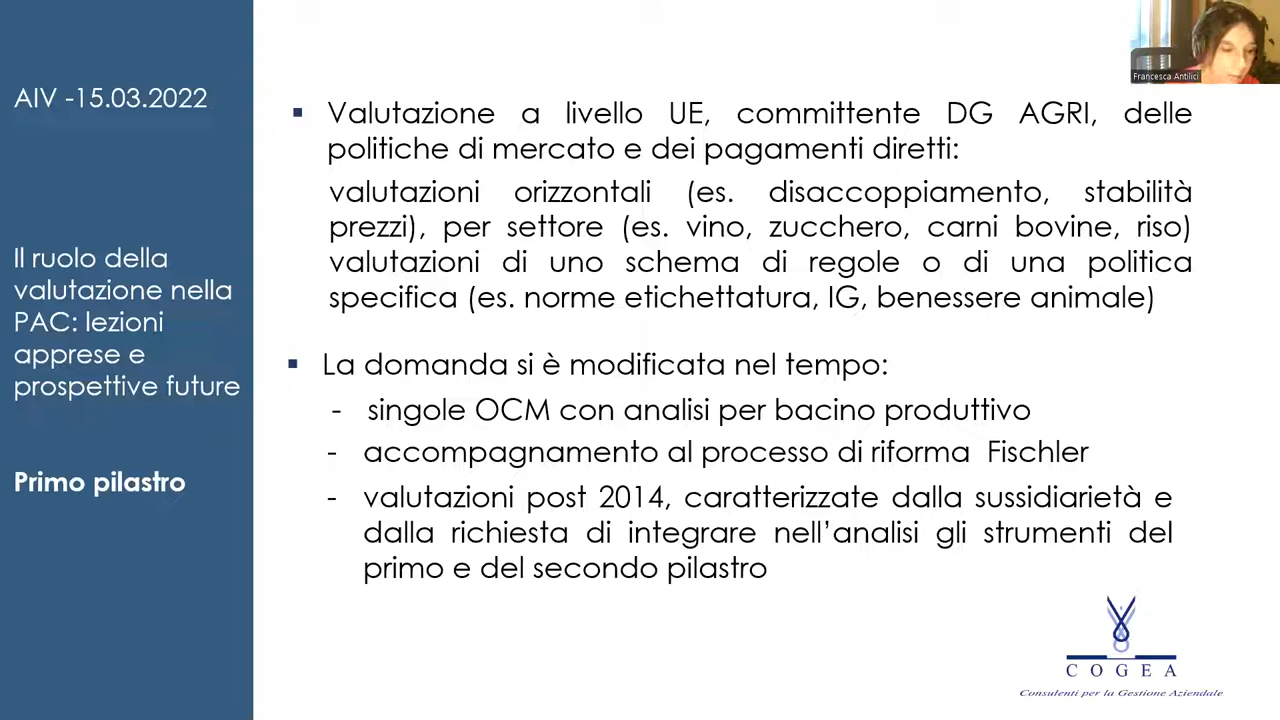 AIV -15.03.2022
Il ruolo della
valutazione nella
PAC: lezioni
apprese e
prospettive future
Primo pilastro
▪ Valutazione a livello UE, committente DG AGRI, delle
politiche di mercato e dei pagamenti diretti:
valutazioni orizzontali (es. disaccoppiamento, stabilità
prezzi), per settore (es. vino, zucchero, carni bovine, riso)
valutazioni di uno schema di regole o di una politica
specifica (es. norme etichettatura, IG, benessere animale)
▪ La domanda si è modificata nel tempo:
- singole OCM con analisi per bacino produttivo
- accompagnamento al processo di riforma Fischler
- valutazioni post 2014, caratterizzate dalla sussidiarietà e
dalla richiesta di integrare nell’analisi gli strumenti del
primo e del secondo pilastro
Francesca Antilici
COGEA
Consulenti per la Gestione Aziendale